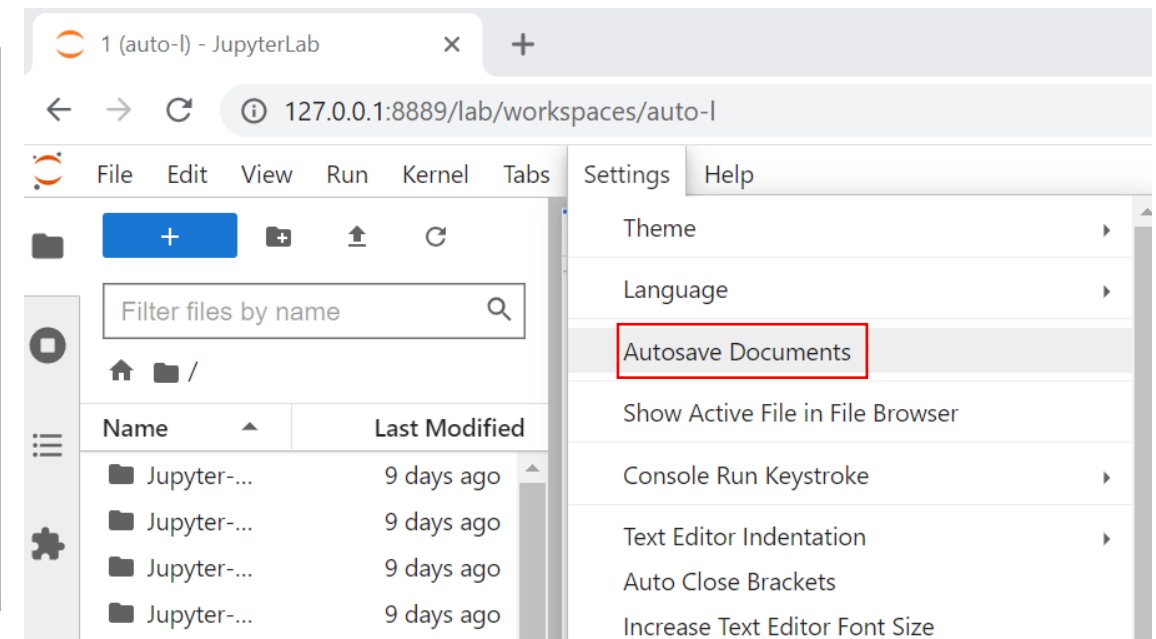 1 (auto-l) - JupyterLab
127.0.0.1:8889/lab/workspaces/auto-l
File Edit View Run Kernel Tabs Settings Help
Filter files by name
/
Name Last Modified
Jupyter-... 9 days ago
Jupyter-... 9 days ago
Jupyter-... 9 days ago
Jupyter-... 9 days ago
Theme
Language
Autosave Documents
Show Active File in File Browser
Console Run Keystroke
Text Editor Indentation
Auto Close Brackets
Increase Text Editor Font Size